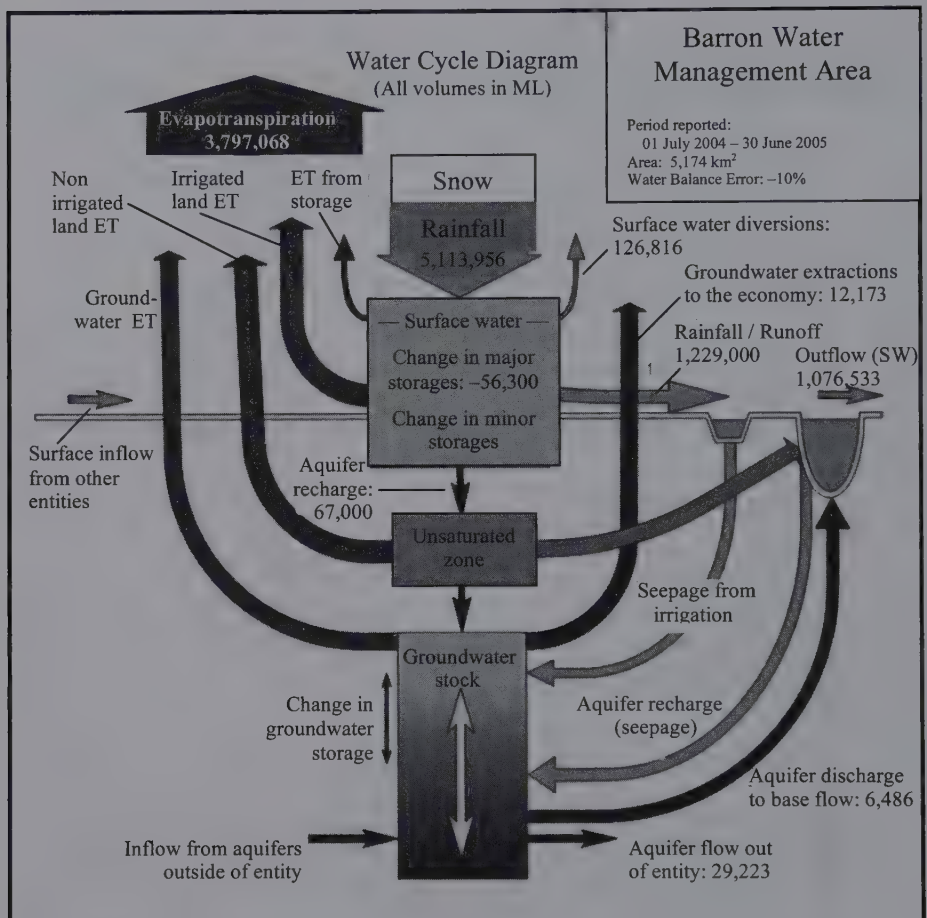 Water Cycle Diagram
(All volumes in ML)
Barron Water
Management Area
Period reported:
01 July 2004 – 30 June 2005
Area: 5,174 km²
Water Balance Error: –10%
Evapotranspiration
3,797,068
Non
irrigated
land ET
Irrigated
land ET
ET from
storage
Snow
Rainfall
5,113,956
Surface water diversions:
126,816
Groundwater extractions
to the economy: 12,173
Rainfall / Runoff
1,229,000
Outflow (SW)
1,076,533
Ground-
water ET
— Surface water —
Change in major
storages: –56,300
Change in minor
storages
Surface inflow
from other
entities
Aquifer
recharge:
67,000
Unsaturated
zone
Seepage from
irrigation
Groundwater
stock
Change in
groundwater
storage
Aquifer recharge
(seepage)
Aquifer discharge
to base flow: 6,486
Inflow from aquifers
outside of entity
Aquifer flow out
of entity: 29,223